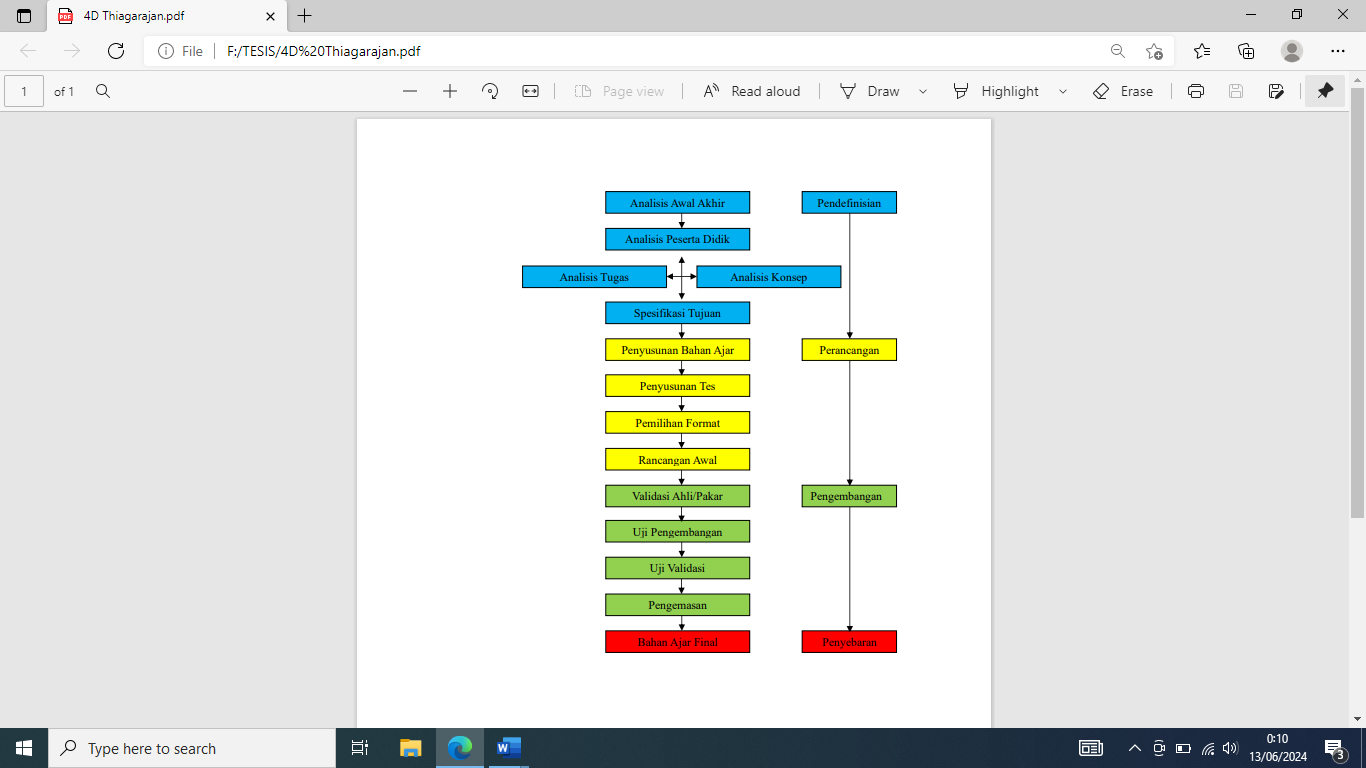 4D Thiagarajan.pdf
File
F:/TESIS/4D%20Thiagarajan.pdf
1 of 1
Page view
Read aloud
Draw
Highlight
Erase
Analisis Awal Akhir
Pendefinisian
Analisis Peserta Didik
Analisis Tugas
Analisis Konsep
Spesifikasi Tujuan
Penyusunan Bahan Ajar
Perancangan
Penyusunan Tes
Pemilihan Format
Rancangan Awal
Validasi Ahli/Pakar
Pengembangan
Uji Pengembangan
Uji Validasi
Pengemasan
Bahan Ajar Final
Penyebaran
Type here to search
0:10
13/06/2024
3